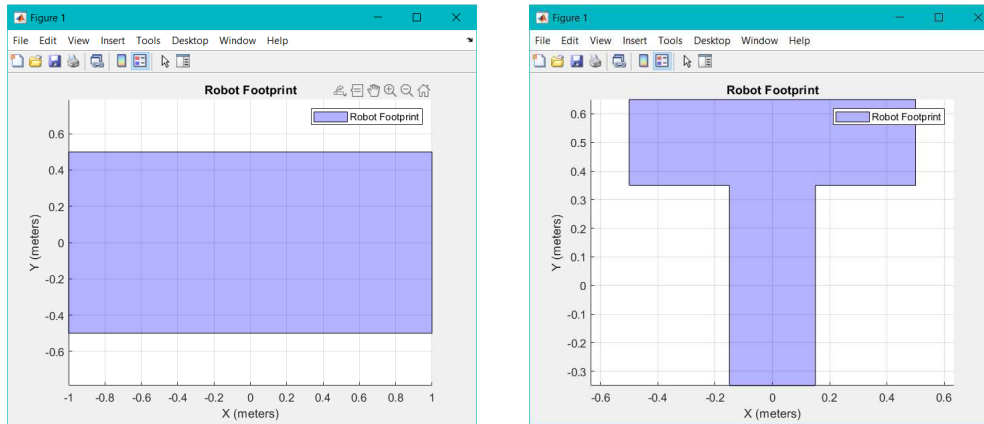 Figure 1
File Edit View Insert Tools Desktop Window Help
Robot Footprint
Robot Footprint
0.6
0.4
0.2
0
-0.2
-0.4
-0.6
Y (meters)
-1 -0.8 -0.6 -0.4 -0.2 0 0.2 0.4 0.6 0.8 1
X (meters)
Figure 1
File Edit View Insert Tools Desktop Window Help
Robot Footprint
Robot Footprint
0.6
0.5
0.4
0.3
0.2
0.1
0
-0.1
-0.2
-0.3
Y (meters)
-0.6 -0.4 -0.2 0 0.2 0.4 0.6
X (meters)